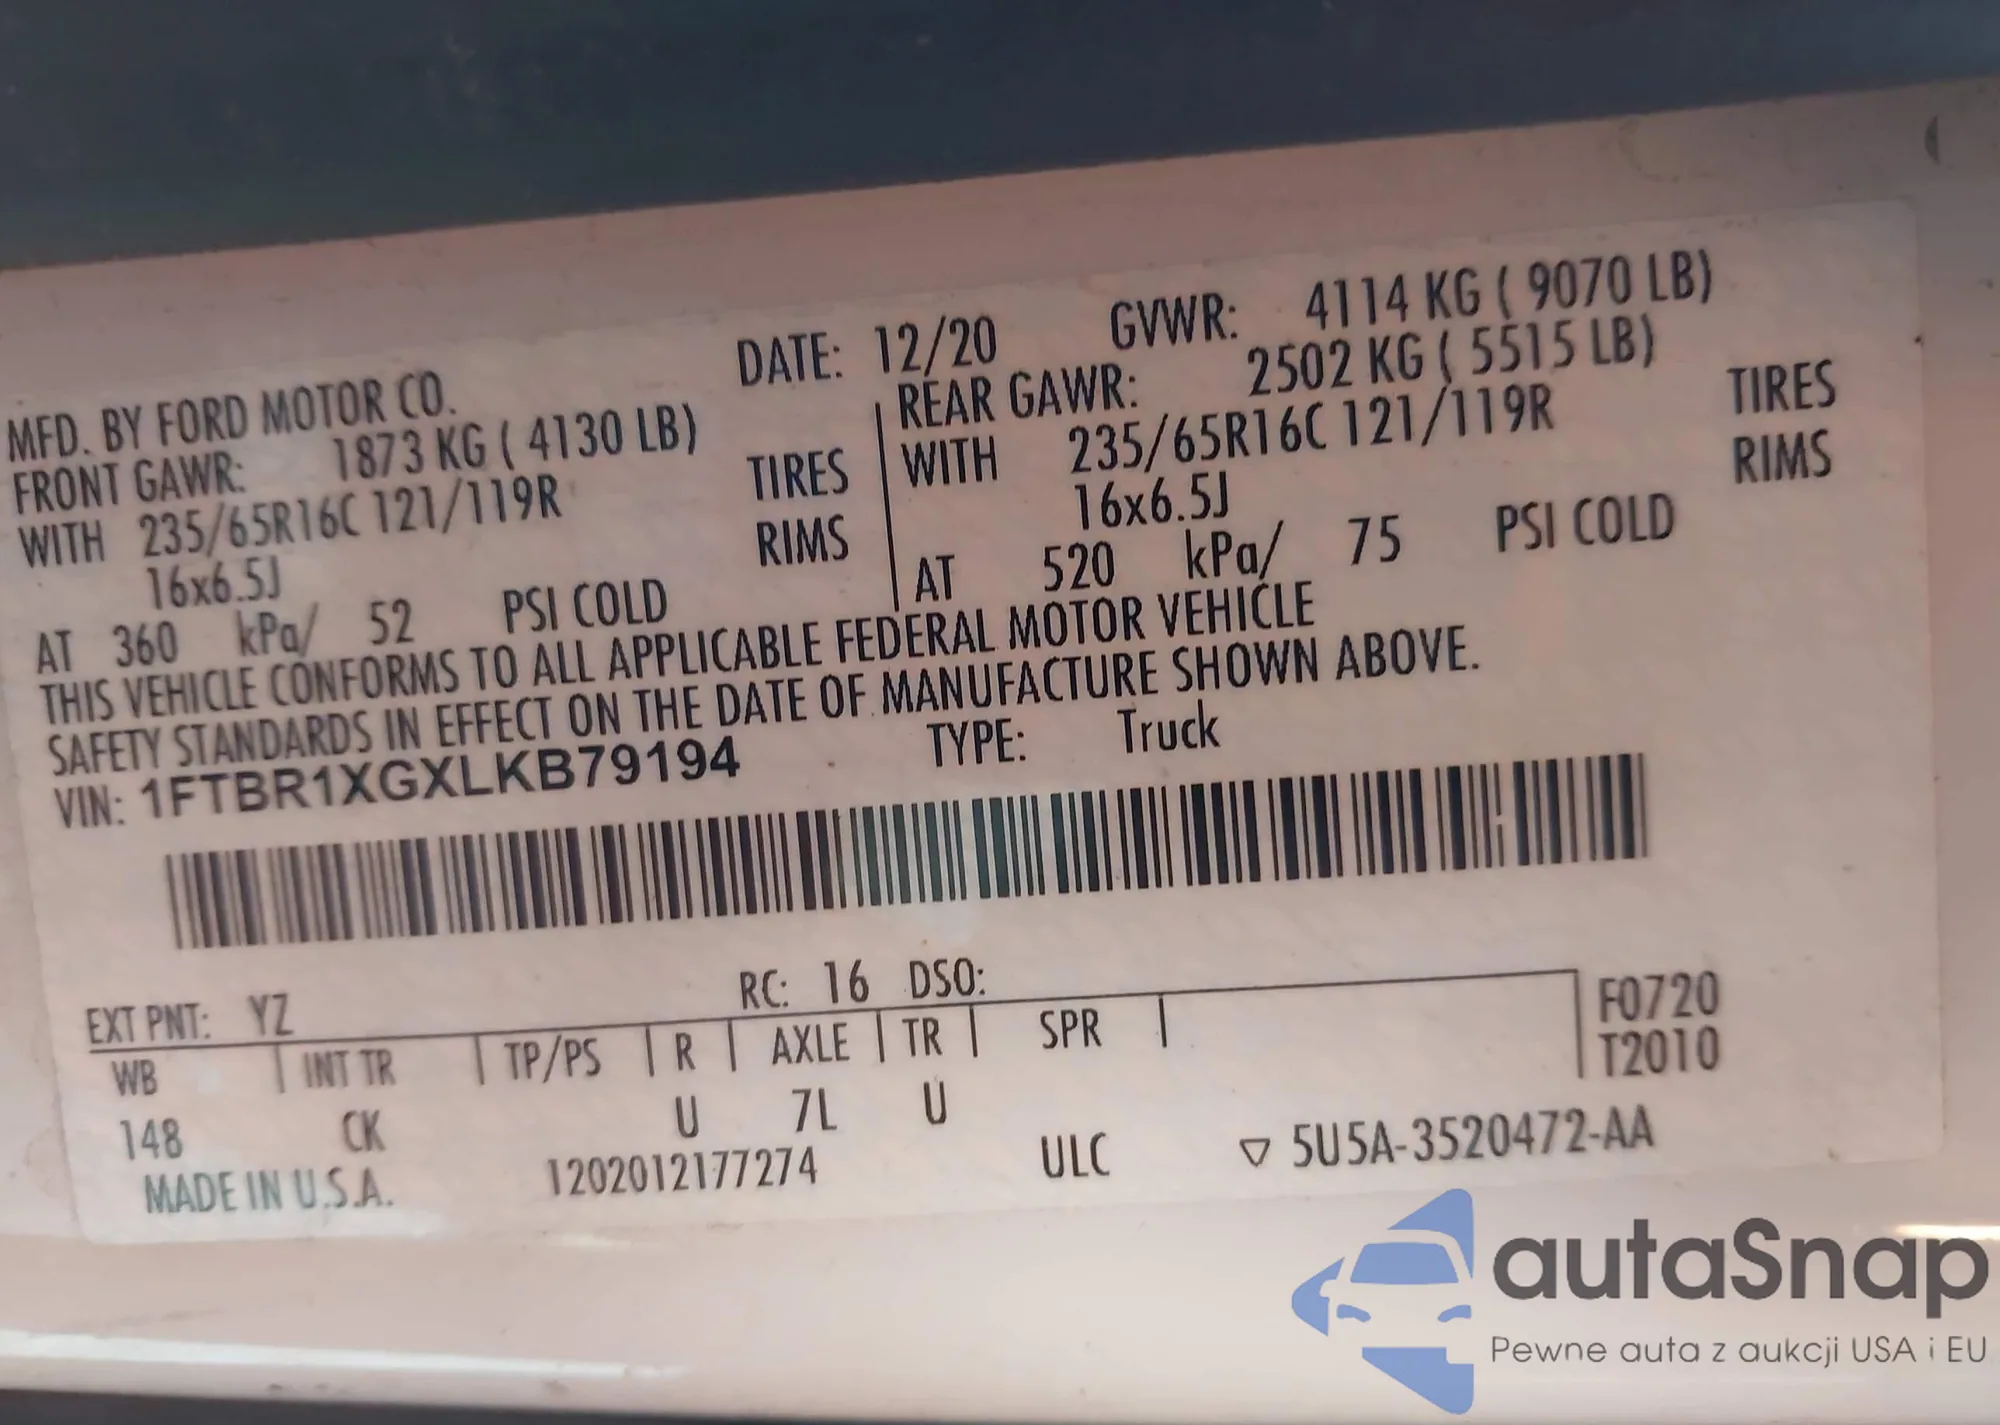 MFD. BY FORD MOTOR CO. DATE: 12/20 GVWR: 4114 KG ( 9070 LB)
FRONT GAWR: 1873 KG ( 4130 LB) REAR GAWR: 2502 KG ( 5515 LB)
WITH 235/65R16C 121/119R TIRES WITH 235/65R16C 121/119R TIRES
16x6.5J RIMS 16x6.5J RIMS
AT 360 kPa/ 52 PSI COLD AT 520 kPa/ 75 PSI COLD
THIS VEHICLE CONFORMS TO ALL APPLICABLE FEDERAL MOTOR VEHICLE
SAFETY STANDARDS IN EFFECT ON THE DATE OF MANUFACTURE SHOWN ABOVE.
VIN: 1FTBR1XGXLKB79194 TYPE: Truck
EXT PNT: YZ RC: 16 DSO:
WB INT TR TP/PS R AXLE TR SPR F0720
T2010
148 CK U 7L U
MADE IN U.S.A. 1202012177274 ULC ▽ 5U5A-3520472-AA
autaSnap
Pewne auta z aukcji USA i EU